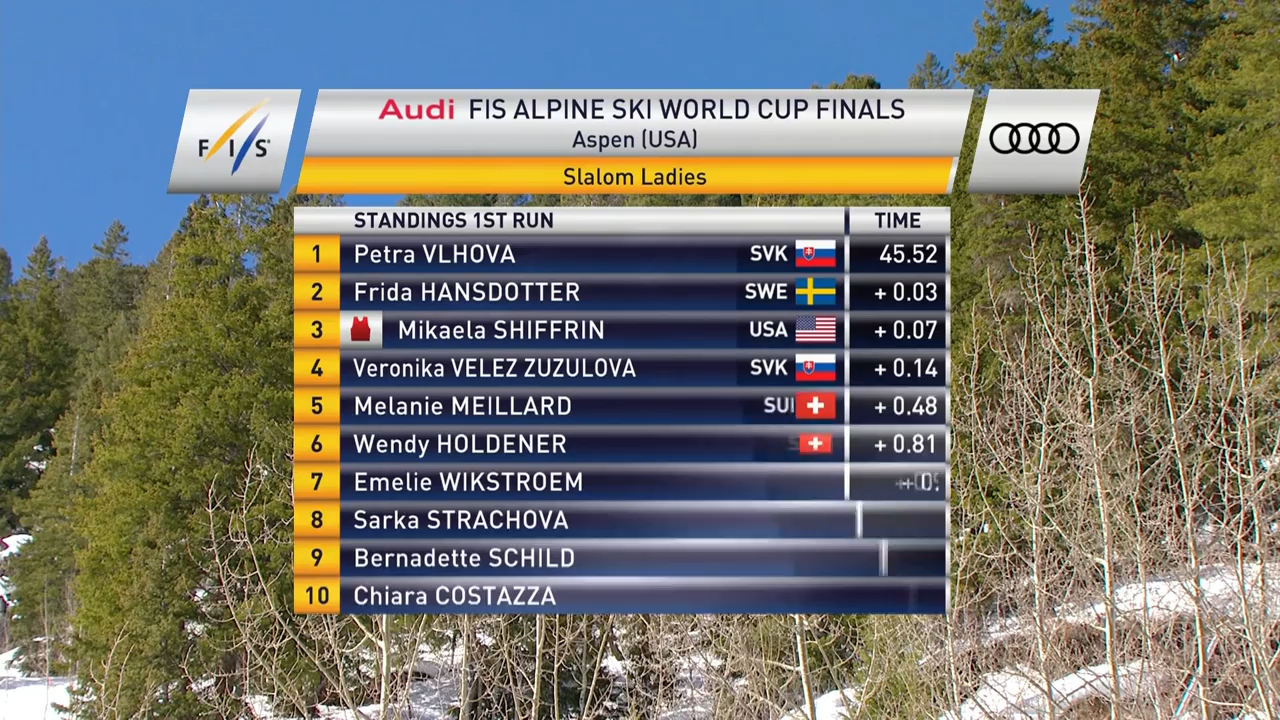 FIS
Audi FIS ALPINE SKI WORLD CUP FINALS
Aspen (USA)
Slalom Ladies
STANDINGS 1ST RUN TIME
1 Petra VLHOVA SVK 45.52
2 Frida HANSDOTTER SWE + 0.03
3 Mikaela SHIFFRIN USA + 0.07
4 Veronika VELEZ ZUZULOVA SVK + 0.14
5 Melanie MEILLARD SUI + 0.48
6 Wendy HOLDENER + 0.81
7 Emelie WIKSTROEM
8 Sarka STRACHOVA
9 Bernadette SCHILD
10 Chiara COSTAZZA